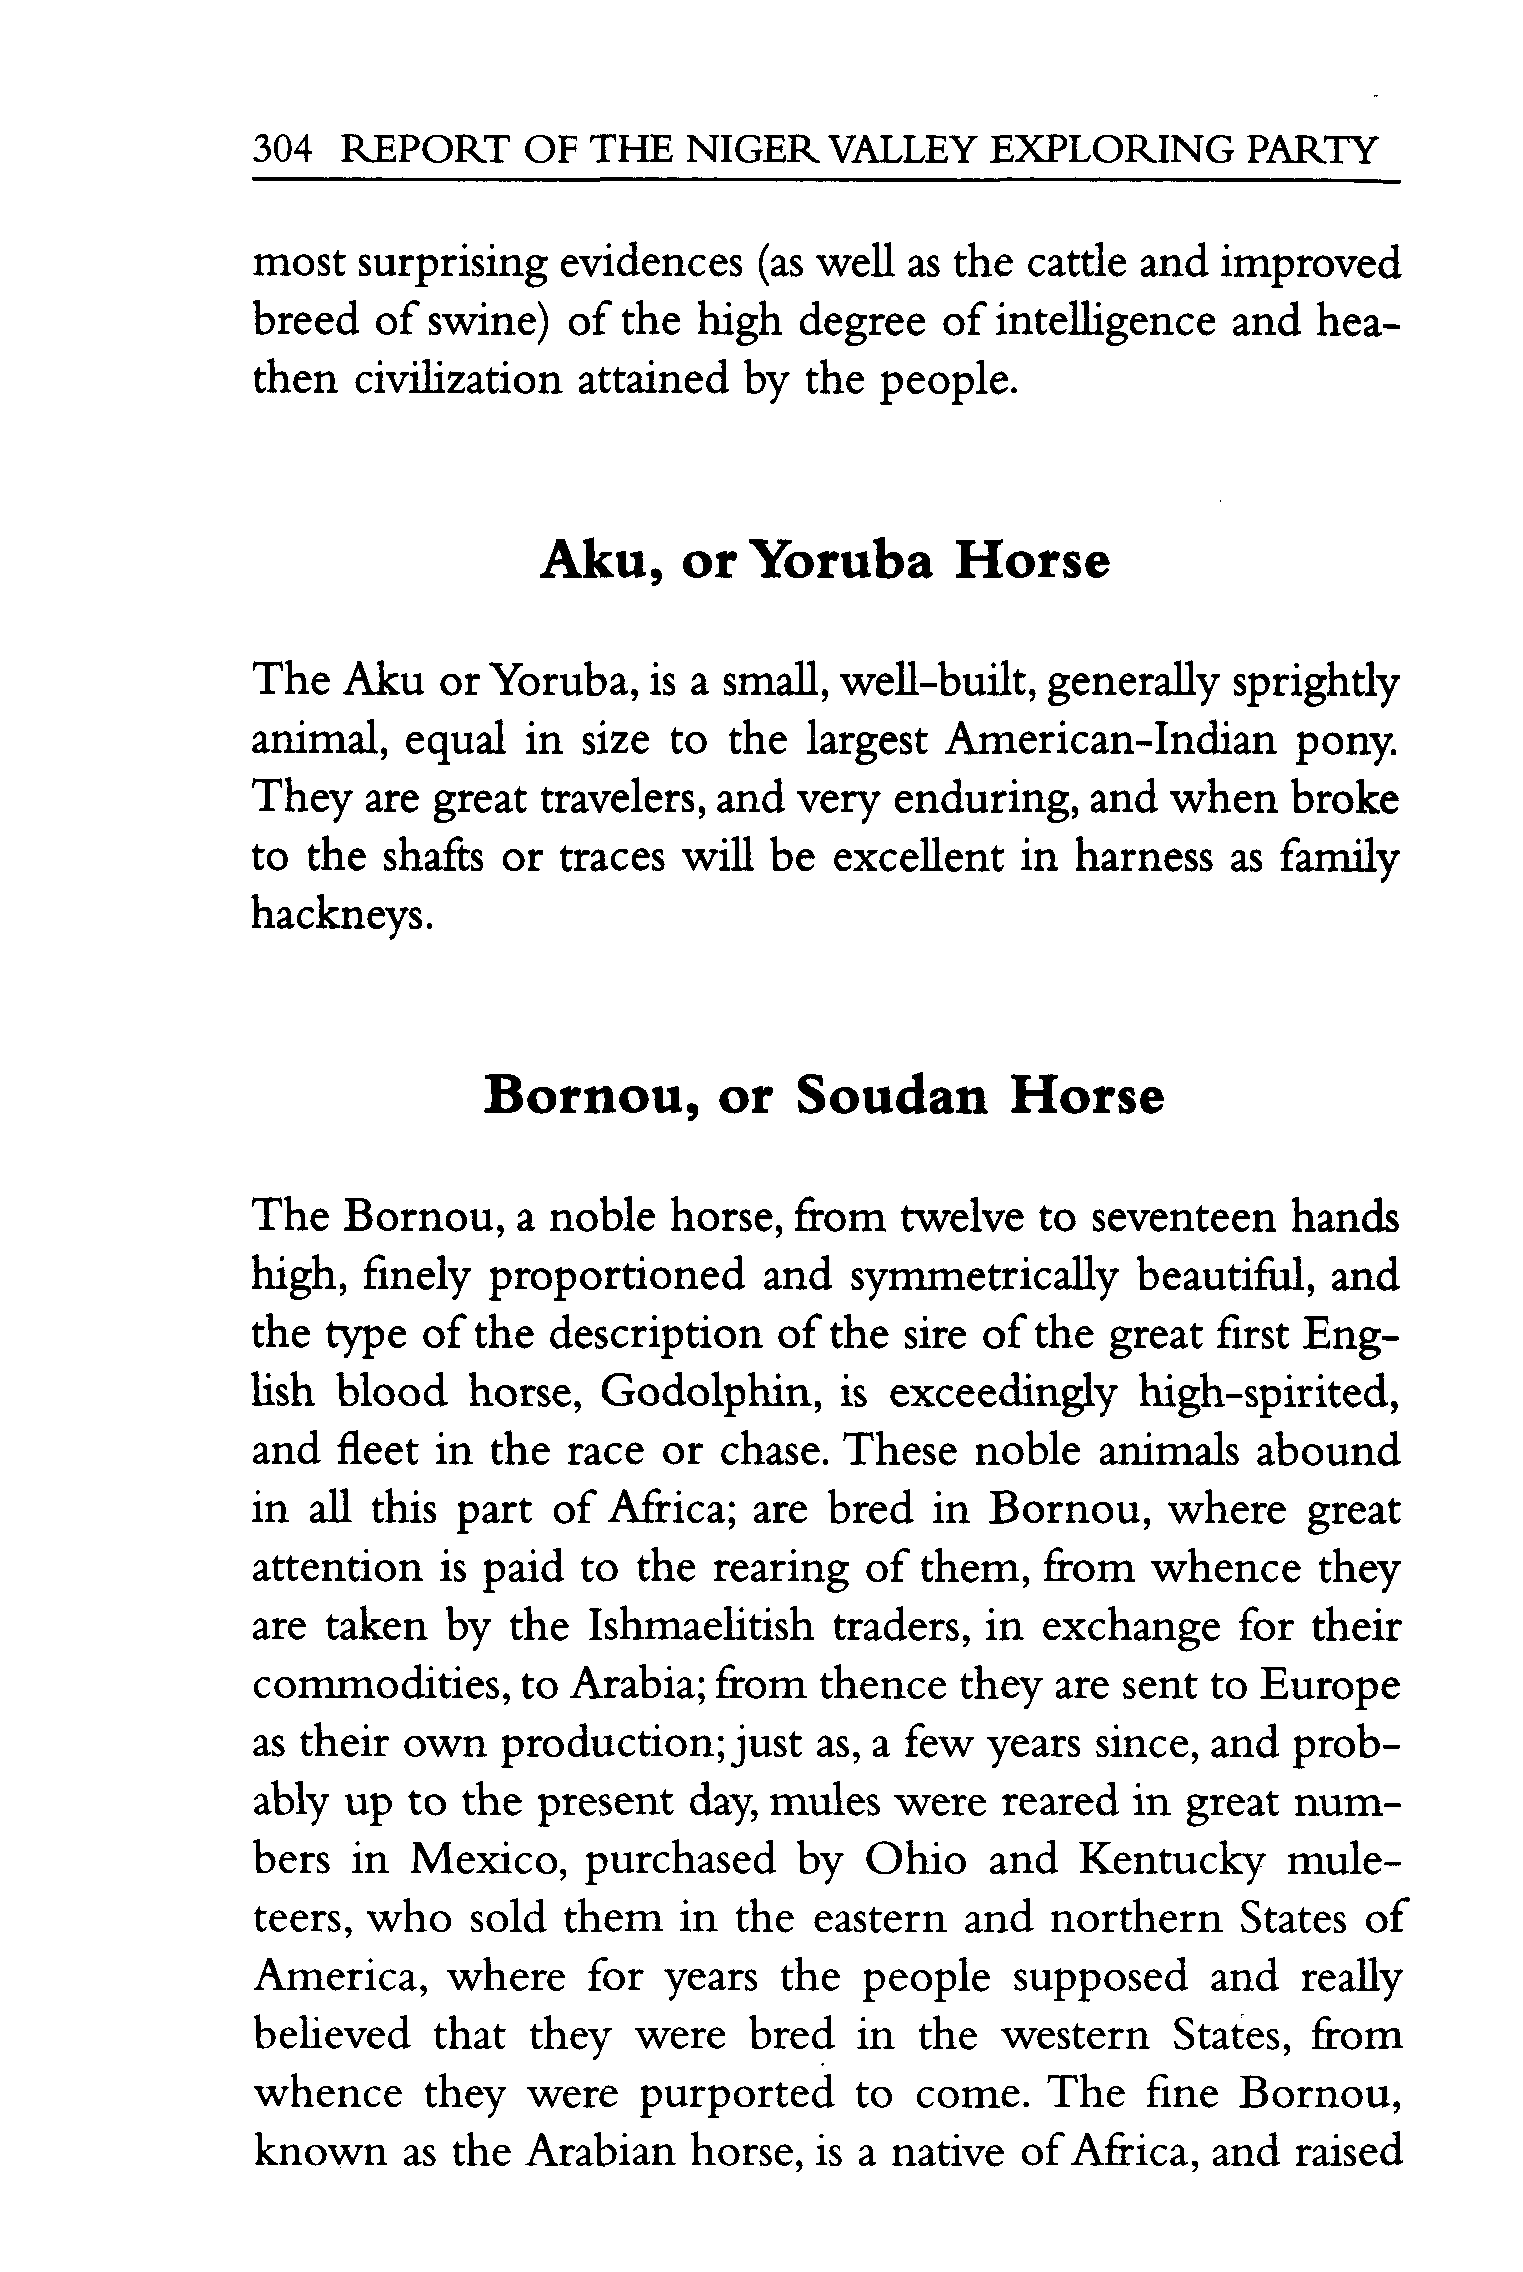 304 REPORT OF THE NIGER VALLEY EXPLORING PARTY
most surprising evidences (as well as the cattle and improved
breed of swine) of the high degree of intelligence and hea-
then civilization attained by the people.
Aku, or Yoruba Horse
The Aku or Yoruba, is a small, well-built, generally sprightly
animal, equal in size to the largest American-Indian pony.
They are great travelers, and very enduring, and when broke
to the shafts or traces will be excellent in harness as family
hackneys.
Bornou, or Soudan Horse
The Bornou, a noble horse, from twelve to seventeen hands
high, finely proportioned and symmetrically beautiful, and
the type of the description of the sire of the great first Eng-
lish blood horse, Godolphin, is exceedingly high-spirited,
and fleet in the race or chase. These noble animals abound
in all this part of Africa; are bred in Bornou, where great
attention is paid to the rearing of them, from whence they
are taken by the Ishmaelitish traders, in exchange for their
commodities, to Arabia; from thence they are sent to Europe
as their own production; just as, a few years since, and prob-
ably up to the present day, mules were reared in great num-
bers in Mexico, purchased by Ohio and Kentucky mule-
teers, who sold them in the eastern and northern States of
America, where for years the people supposed and really
believed that they were bred in the western States, from
whence they were purported to come. The fine Bornou,
known as the Arabian horse, is a native of Africa, and raised